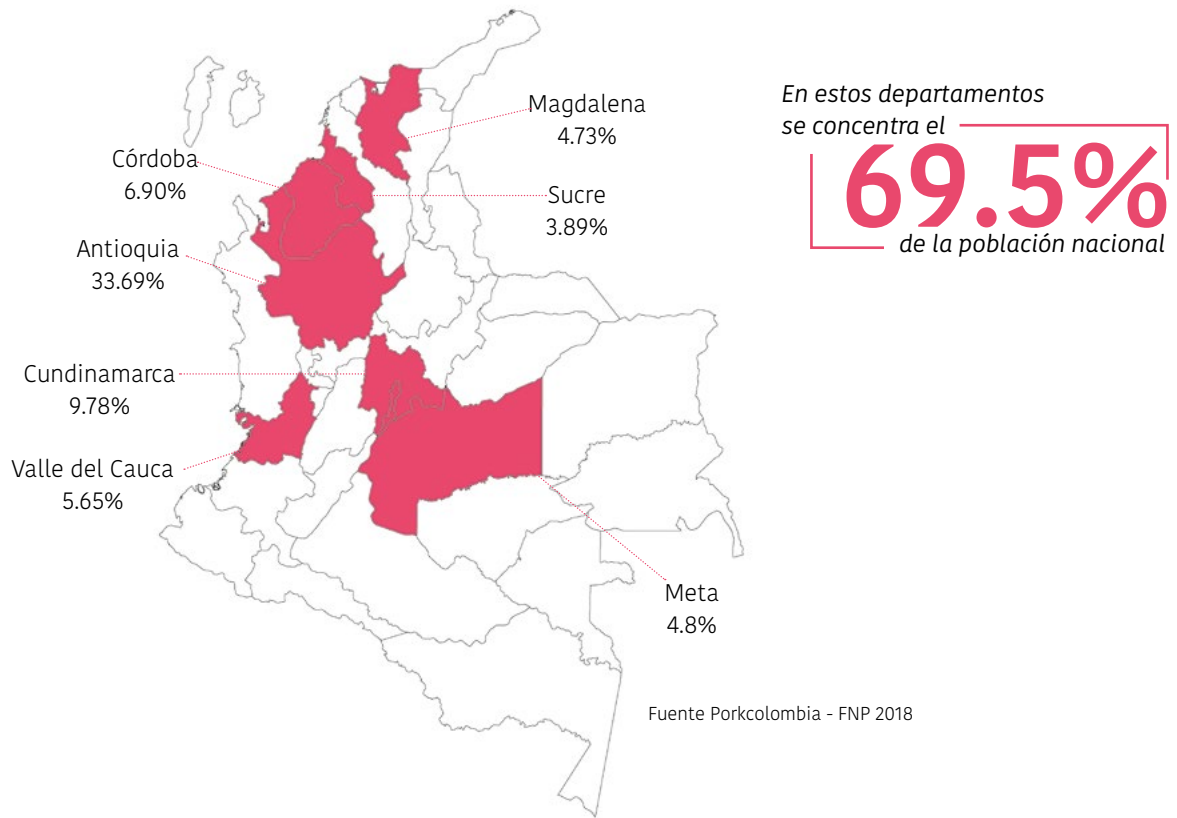 Magdalena
4.73%
Córdoba
6.90%
Sucre
3.89%
Antioquia
33.69%
Cundinamarca
9.78%
Valle del Cauca
5.65%
Meta
4.8%
Fuente Porkcolombia - FNP 2018
En estos departamentos
se concentra el
69.5%
de la población nacional